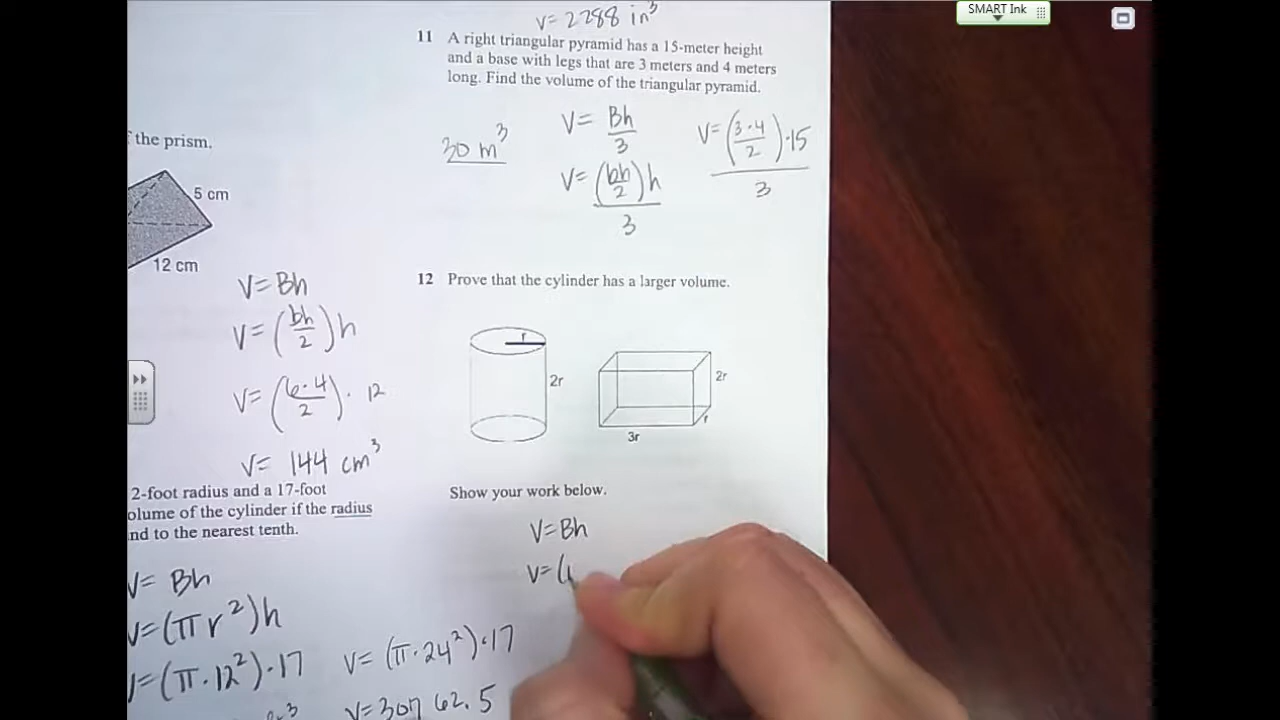 SMART Ink
V = 2288 in³
11 A right triangular pyramid has a 15-meter height
and a base with legs that are 3 meters and 4 meters
long. Find the volume of the triangular pyramid.
30 m³
V = Bh/3
V = (bh/2)h/3
V = (3·4/2)·15/3
the prism.
5 cm
12 cm
V = Bh
V = (bh/2)h
V = (6·4/2)·12
V = 144 cm³
12 Prove that the cylinder has a larger volume.
r
2r
2r
r
3r
Show your work below.
V = Bh
V = (
2-foot radius and a 17-foot
olume of the cylinder if the radius
nd to the nearest tenth.
V = Bh
V = (πr²)h
V = (π·12²)·17
V = (π·24²)·17
V = 30762.5